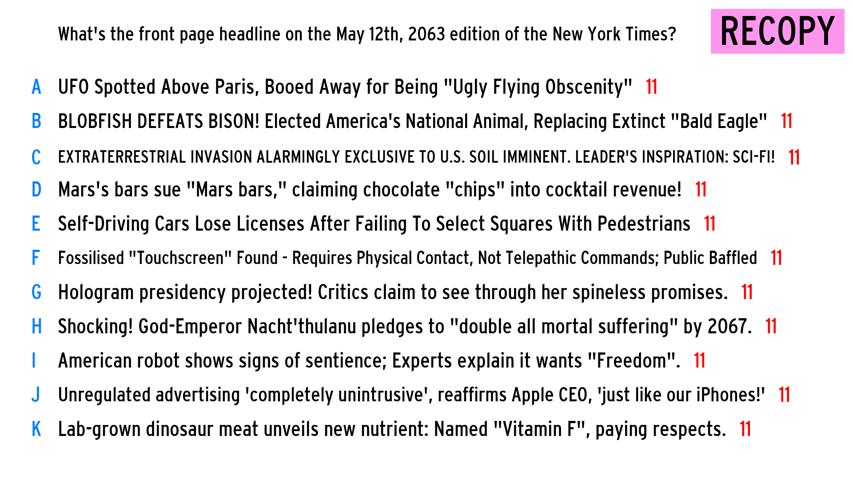 What's the front page headline on the May 12th, 2063 edition of the New York Times?
RECOPY
A UFO Spotted Above Paris, Booed Away for Being "Ugly Flying Obscenity" 11
B BLOBFISH DEFEATS BISON! Elected America's National Animal, Replacing Extinct "Bald Eagle" 11
C EXTRATERRESTRIAL INVASION ALARMINGLY EXCLUSIVE TO U.S. SOIL IMMINENT. LEADER'S INSPIRATION: SCI-FI! 11
D Mars's bars sue "Mars bars," claiming chocolate "chips" into cocktail revenue! 11
E Self-Driving Cars Lose Licenses After Failing To Select Squares With Pedestrians 11
F Fossilised "Touchscreen" Found - Requires Physical Contact, Not Telepathic Commands; Public Baffled 11
G Hologram presidency projected! Critics claim to see through her spineless promises. 11
H Shocking! God-Emperor Nacht'thulanu pledges to "double all mortal suffering" by 2067. 11
I American robot shows signs of sentience; Experts explain it wants "Freedom". 11
J Unregulated advertising 'completely unintrusive', reaffirms Apple CEO, 'just like our iPhones!' 11
K Lab-grown dinosaur meat unveils new nutrient: Named "Vitamin F", paying respects. 11